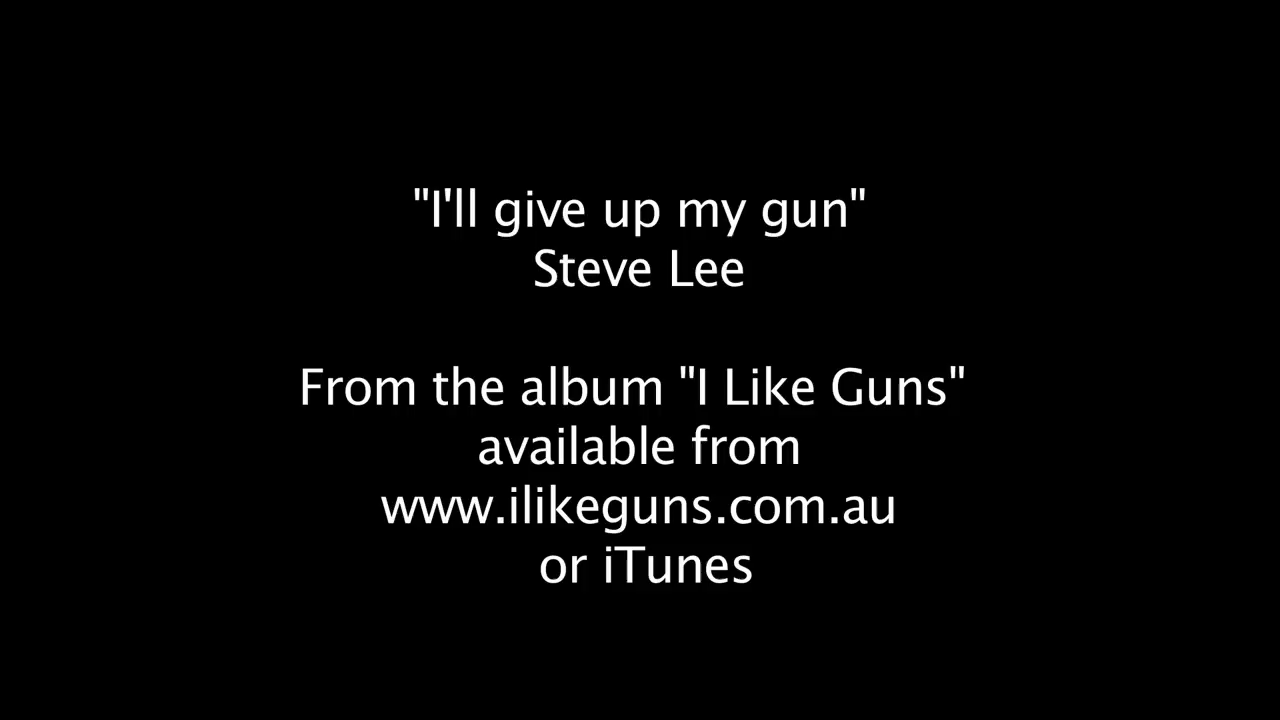 "I'll give up my gun"
Steve Lee
From the album "I Like Guns"
available from
www.ilikeguns.com.au
or iTunes